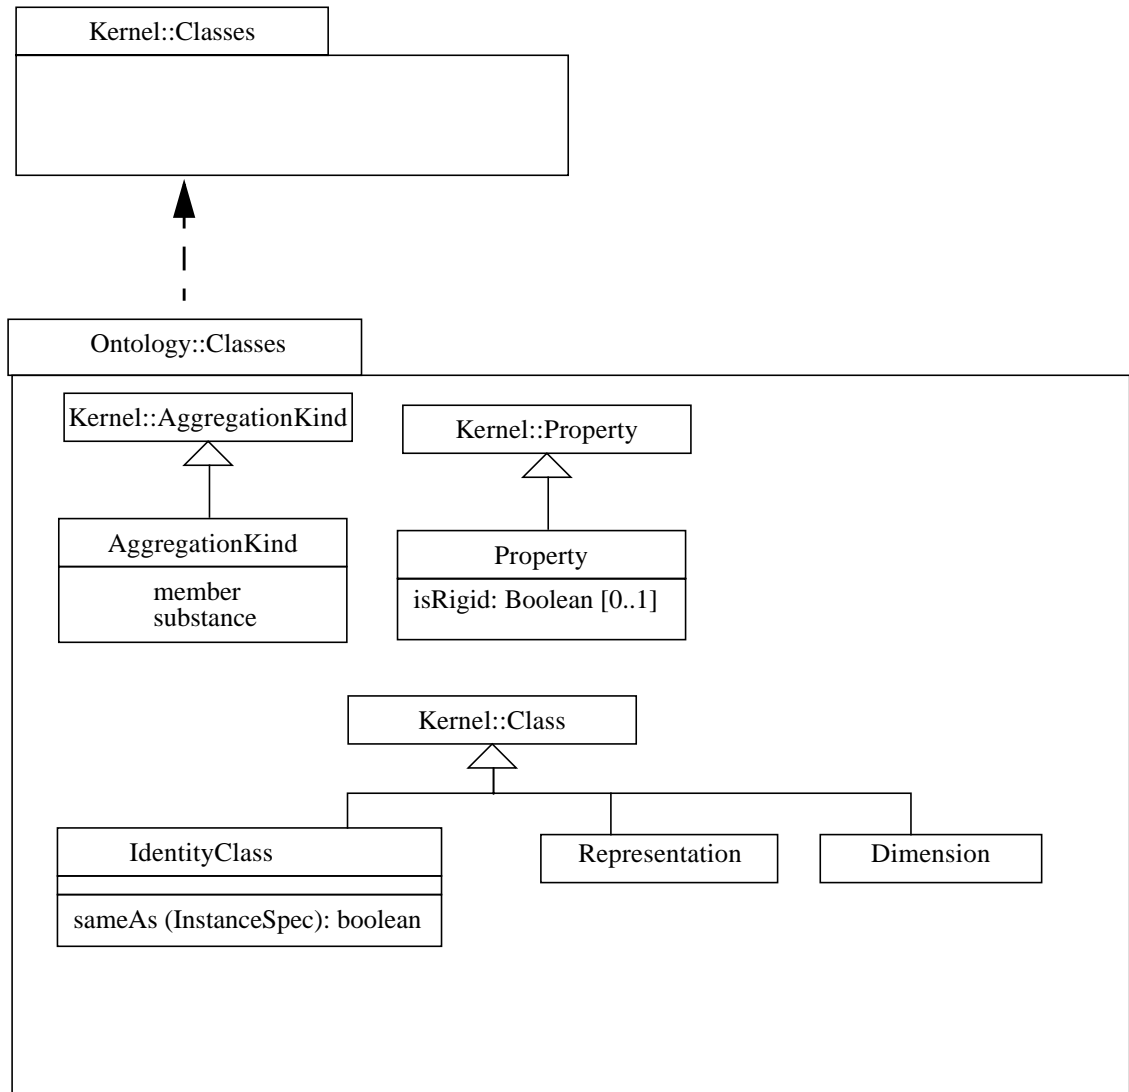 Kernel::Classes
Ontology::Classes
Kernel::AggregationKind
Kernel::Property
AggregationKind
member
substance
Property
isRigid: Boolean [0..1]
Kernel::Class
IdentityClass
sameAs (InstanceSpec): boolean
Representation
Dimension